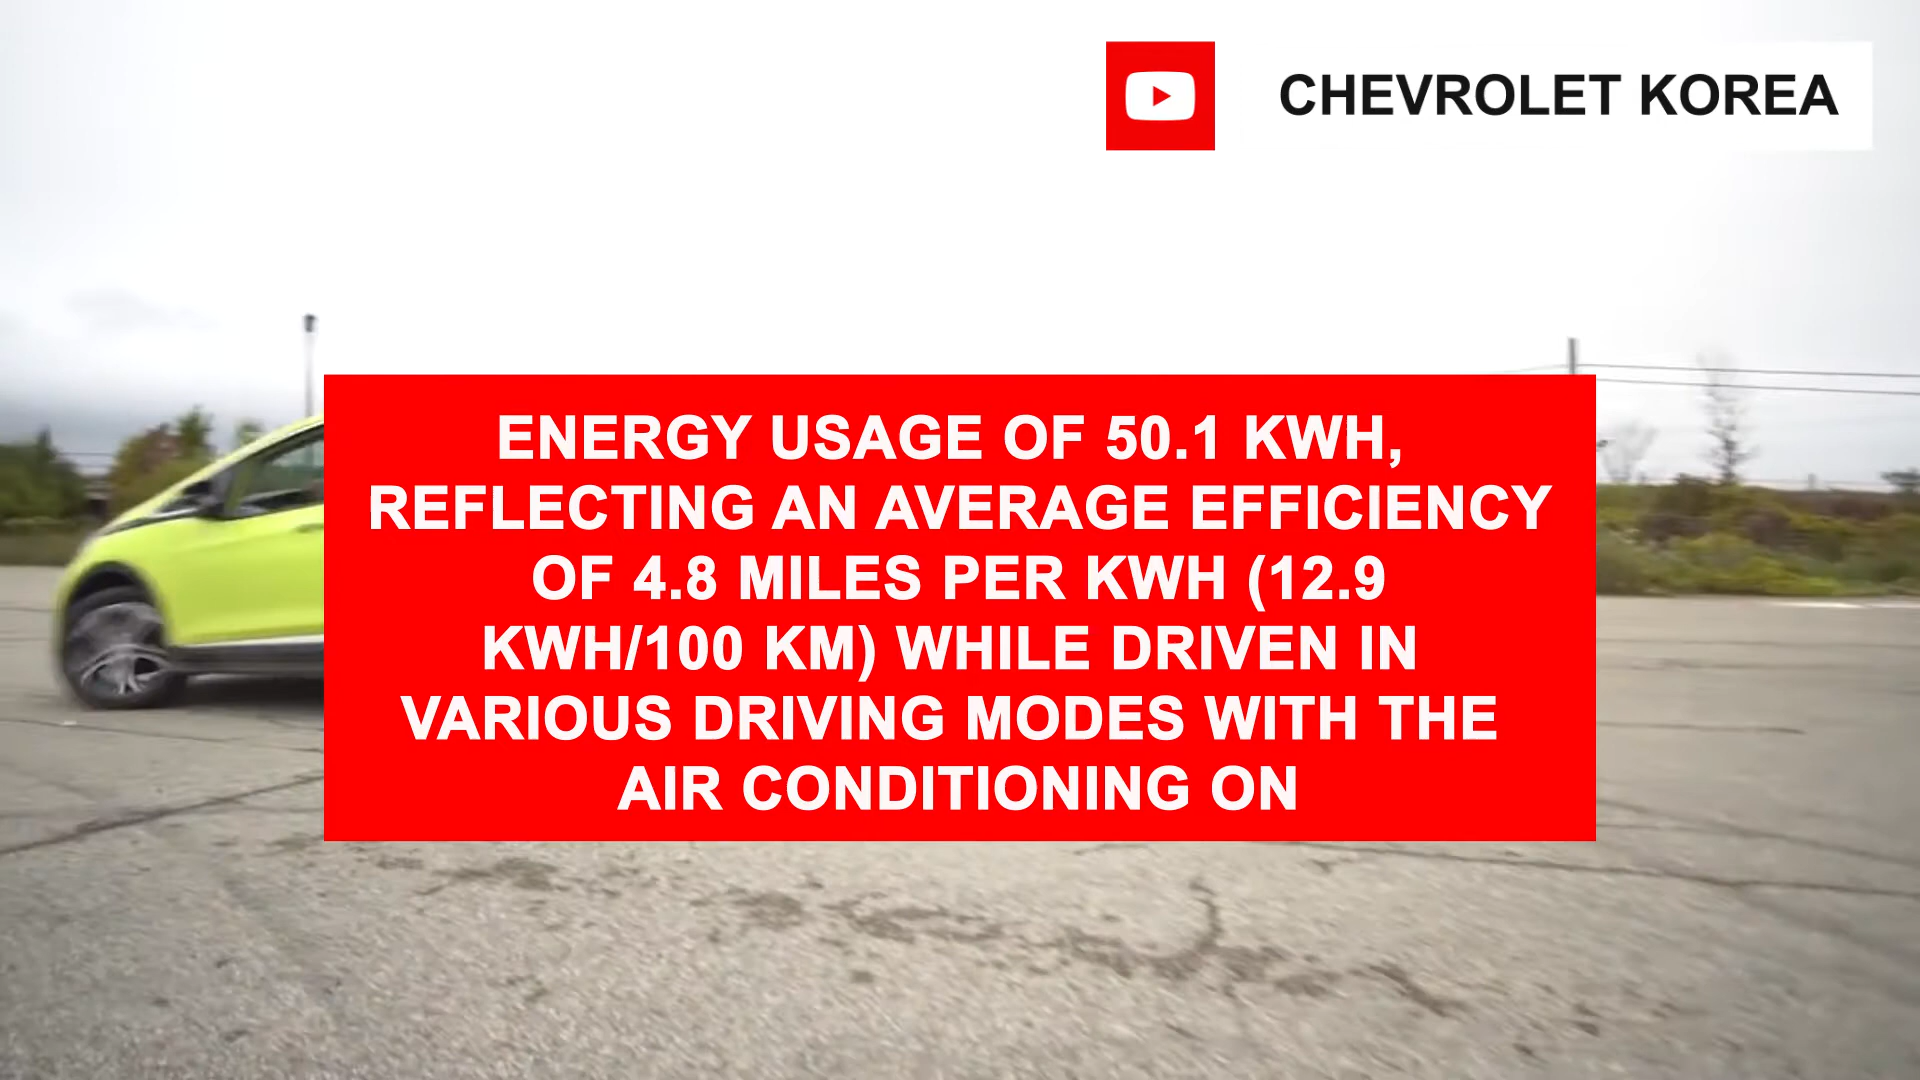 CHEVROLET KOREA
ENERGY USAGE OF 50.1 KWH,
REFLECTING AN AVERAGE EFFICIENCY
OF 4.8 MILES PER KWH (12.9
KWH/100 KM) WHILE DRIVEN IN
VARIOUS DRIVING MODES WITH THE
AIR CONDITIONING ON